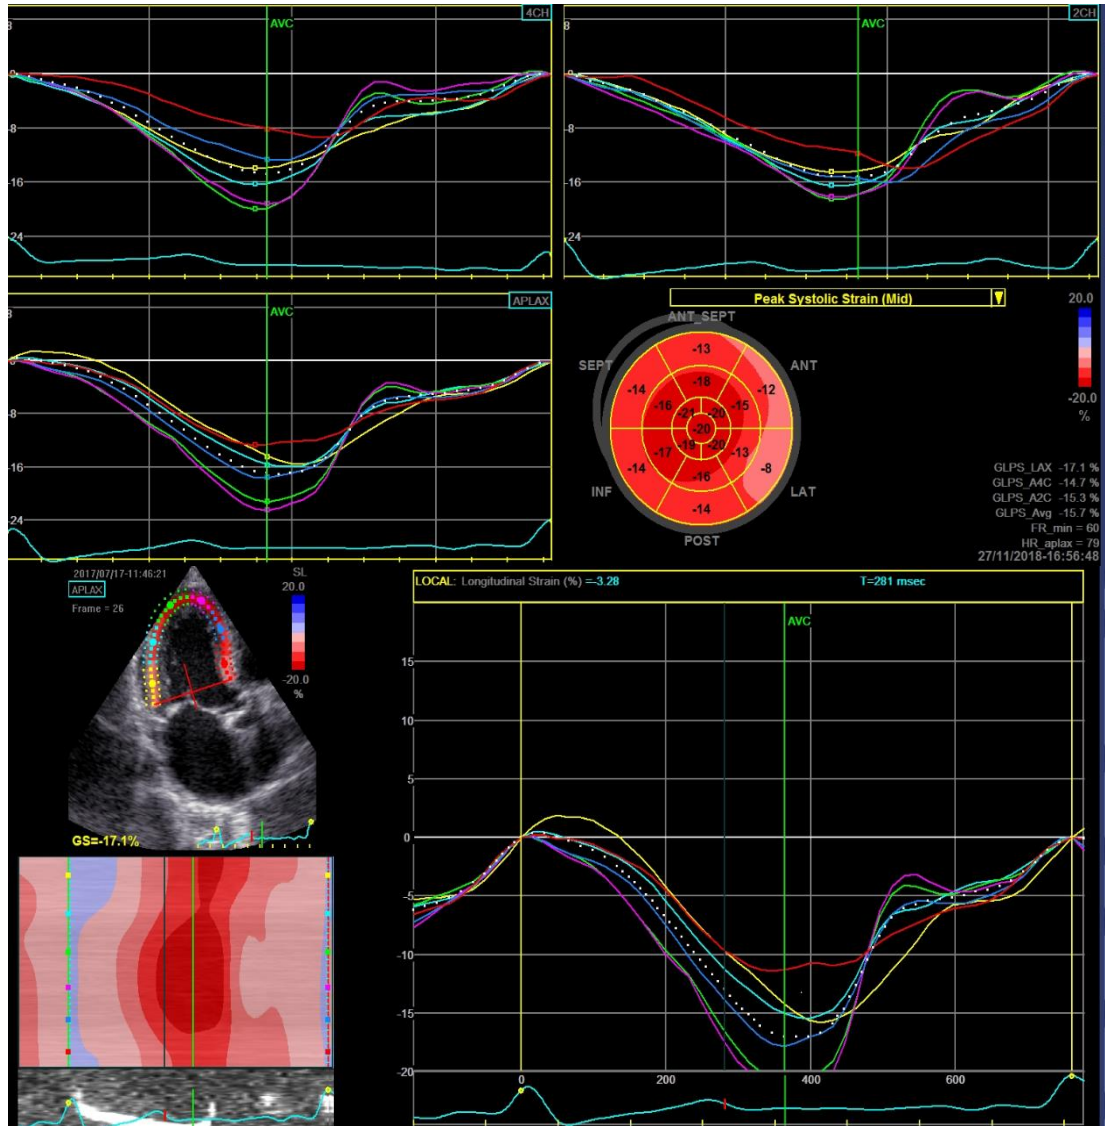 4CH
AVC
8
0
-8
-16
-24
2CH
AVC
8
0
-8
-16
-24
APLAX
AVC
8
0
-8
-16
-24
Peak Systolic Strain (Mid)
ANT_SEPT
SEPT
ANT
INF
LAT
POST
-13
-14
-12
-18
-16
-15
-21
-20
-20
-19
-20
-17
-13
-14
-8
-16
-14
20.0
-20.0
%
GLPS_LAX -17.1 %
GLPS_A4C -14.7 %
GLPS_A2C -15.3 %
GLPS_Avg -15.7 %
FR_min = 60
HR_aplax = 79
27/11/2018-16:56:48
2017/07/17-11:46:21
APLAX
Frame = 26
SL
20.0
-20.0
%
GS=-17.1%
LOCAL: Longitudinal Strain (%) =-3.28 T=281 msec
AVC
15
10
5
0
-5
-10
-15
-20
0 200 400 600